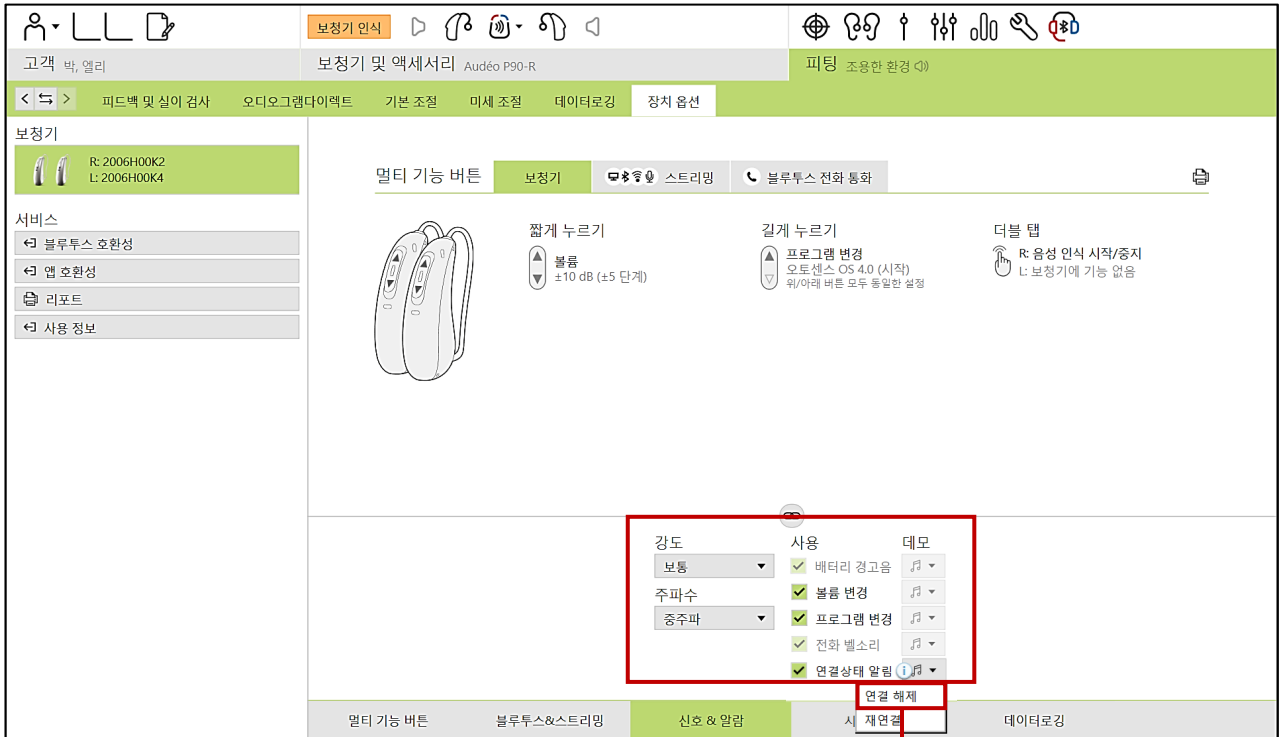 보청기 인식
고객 박, 엘리
보청기 및 액세서리 Audéo P90-R
피팅 조용한 환경
피드백 및 실이 검사
오디오그램다이렉트
기본 조절
미세 조절
데이터로깅
장치 옵션
보청기
R: 2006H00K2
L: 2006H00K4
서비스
블루투스 호환성
앱 호환성
리포트
사용 정보
멀티 기능 버튼
보청기
스트리밍
블루투스 전화 통화
짧게 누르기
볼륨
±10 dB (±5 단계)
길게 누르기
프로그램 변경
오토센스 OS 4.0 (시작)
위/아래 버튼 모두 동일한 설정
더블 탭
R: 음성 인식 시작/중지
L: 보청기에 기능 없음
강도
보통
주파수
중주파
사용
데모
배터리 경고음
볼륨 변경
프로그램 변경
전화 벨소리
연결상태 알림
연결 해제
재연결
멀티 기능 버튼
블루투스&스트리밍
신호 & 알람
시
데이터로깅